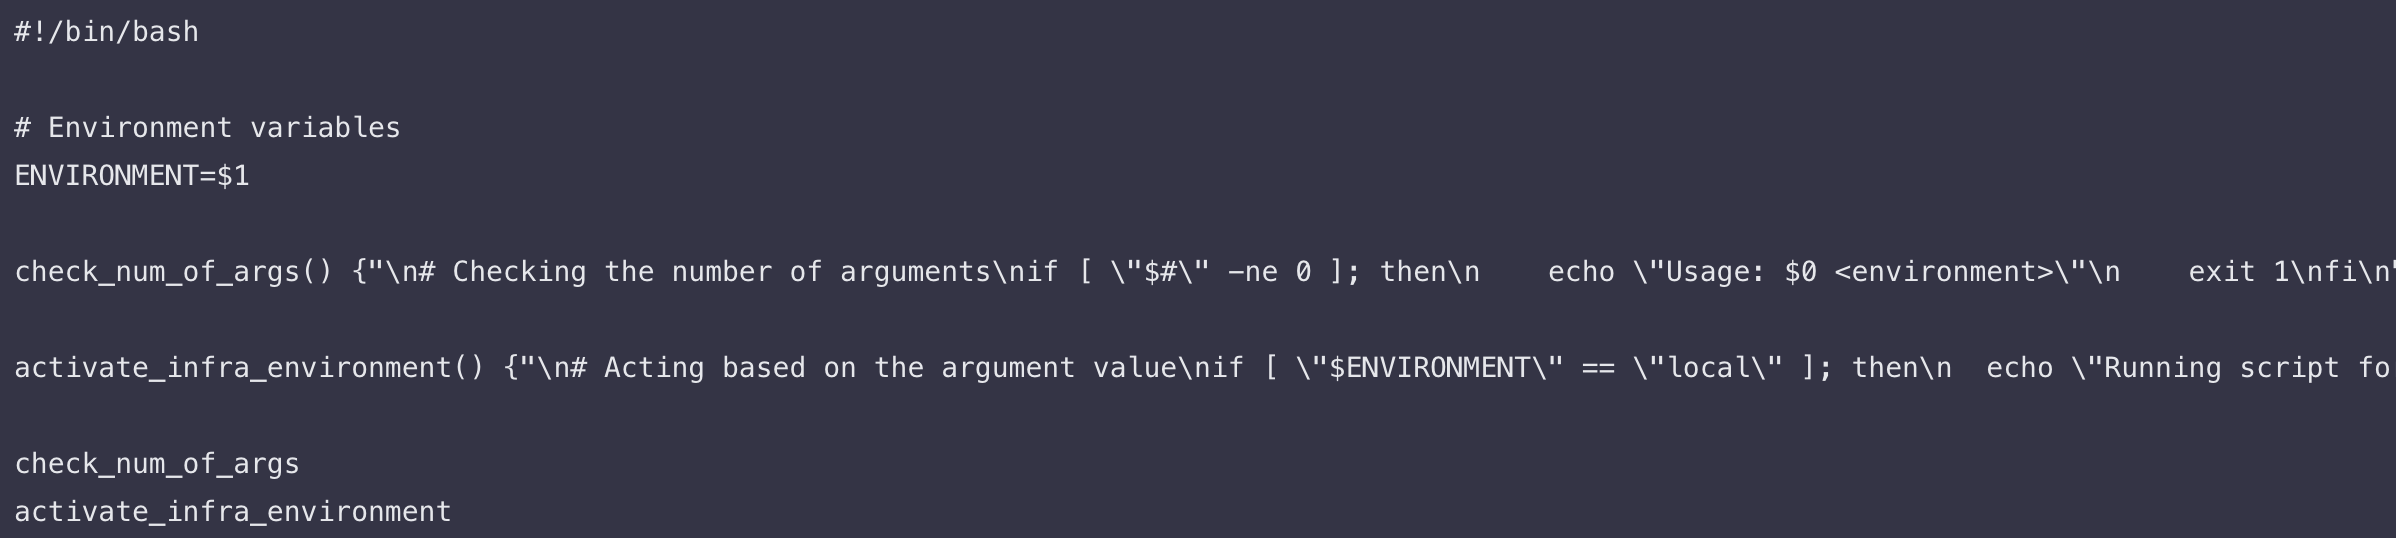 #!/bin/bash
# Environment variables
ENVIRONMENT=$1
check_num_of_args() {"\n# Checking the number of arguments\nif [ \"$#\" -ne 0 ]; then\n    echo \"Usage: $0 <environment>\"\n    exit 1\nfi\n"
activate_infra_environment() {"\n# Acting based on the argument value\nif [ \"$ENVIRONMENT\" == \"local\" ]; then\n  echo \"Running script
check_num_of_args
activate_infra_environment